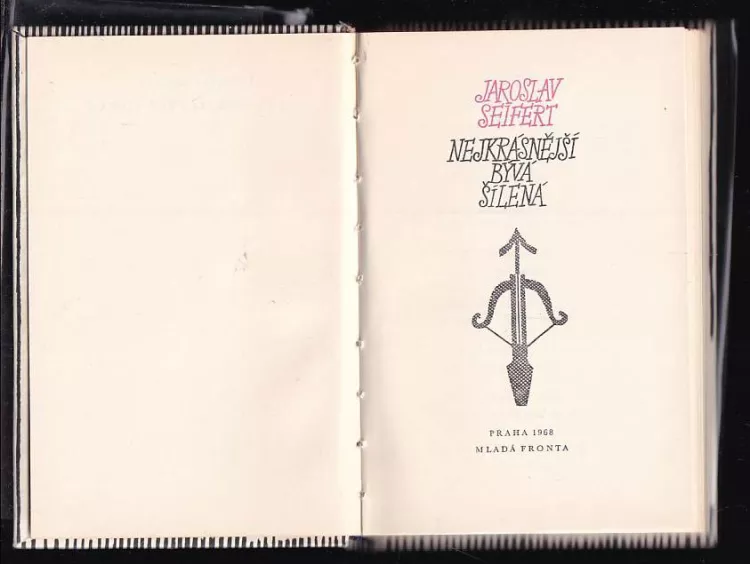 JAROSLAV
SEIFERT
NEJKRÁSNĚJŠÍ
BÝVÁ
ŠÍLENÁ
PRAHA 1968
MLADÁ FRONTA